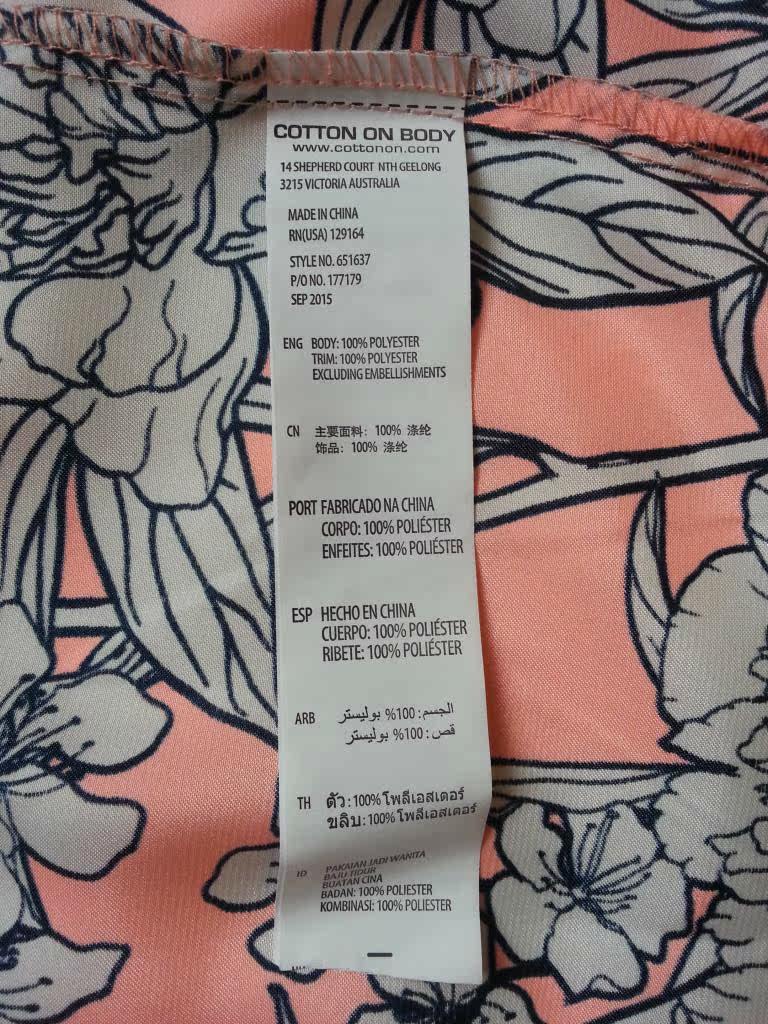 COTTON ON BODY
www.cottonon.com
14 SHEPHERD COURT NTH GEELONG
3215 VICTORIA AUSTRALIA
MADE IN CHINA
RN(USA) 129164
STYLE NO. 651637
P/O NO. 177179
SEP 2015
ENG BODY: 100% POLYESTER
TRIM: 100% POLYESTER
EXCLUDING EMBELLISHMENTS
CN 主要面料: 100% 涤纶
饰品: 100% 涤纶
PORT FABRICADO NA CHINA
CORPO: 100% POLIÉSTER
ENFEITES: 100% POLIÉSTER
ESP HECHO EN CHINA
CUERPO: 100% POLIÉSTER
RIBETE: 100% POLIÉSTER
ARB الجسم: 100% بوليستر
قص: 100% بوليستر
TH ตัว: 100% โพลีเอสเตอร์
ขลิบ: 100% โพลีเอสเตอร์
ID PAKAIAN JADI WANITA
BAJU TIDUR
BUATAN CINA
BADAN: 100% POLIESTER
KOMBINASI: 100% POLIESTER